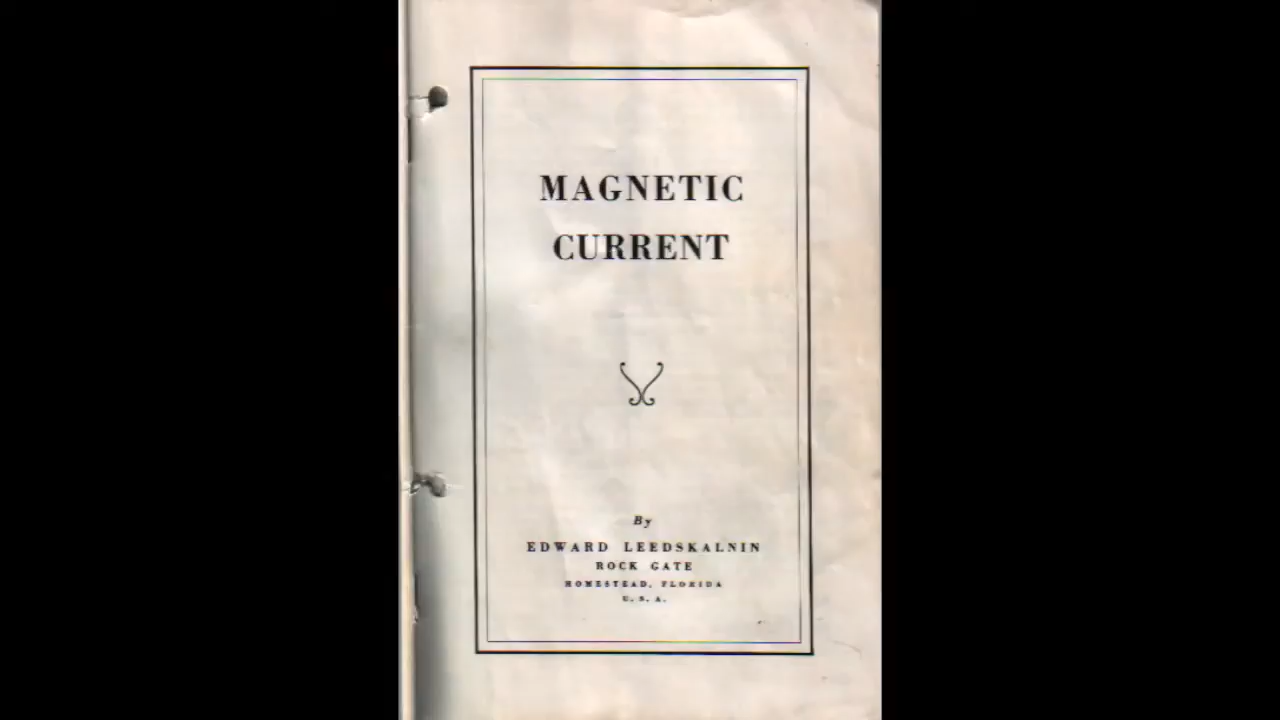 MAGNETIC
CURRENT
By
EDWARD LEEDSKALNIN
ROCK GATE
HOMESTEAD, FLORIDA
U. S. A.